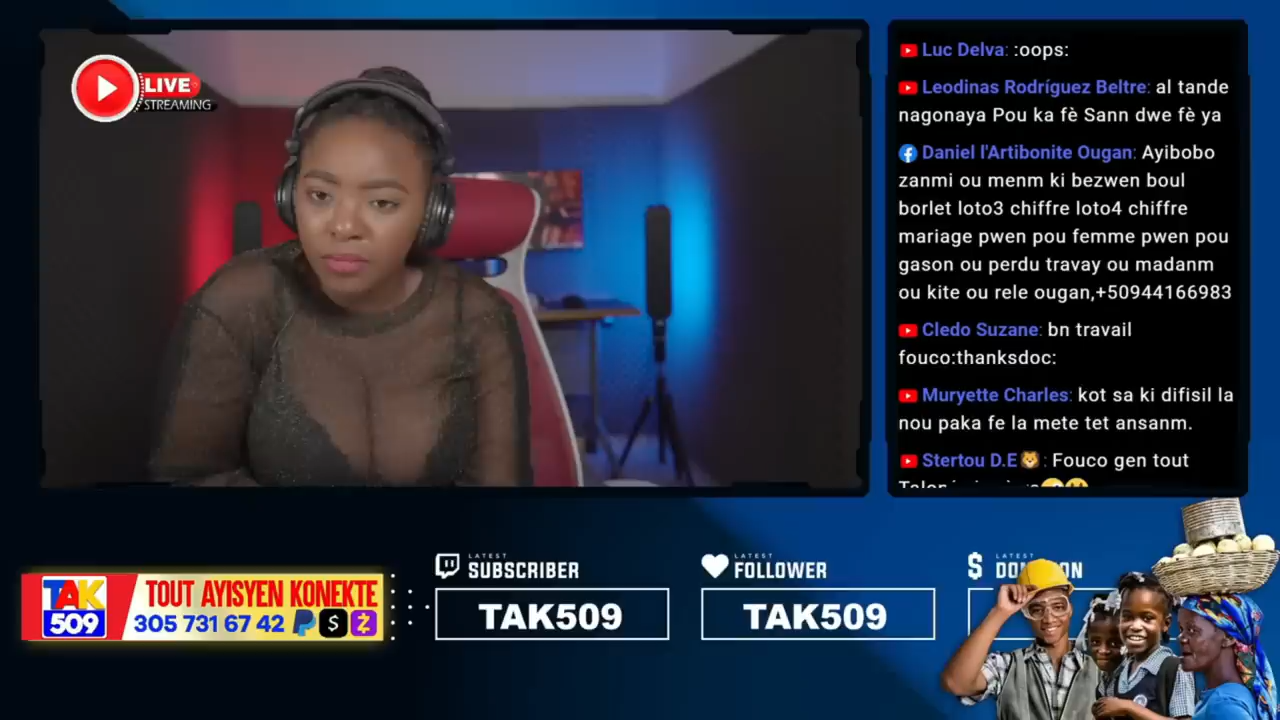 LIVE
STREAMING
Luc Delva: :oops:
Leodinas Rodríguez Beltre: al tande
nagonaya Pou ka fè Sann dwe fè ya
Daniel l'Artibonite Ougan: Ayibobo
zanmi ou menm ki bezwen boul
borlet loto3 chiffre loto4 chiffre
mariage pwen pou femme pwen pou
gason ou perdu travay ou madanm
ou kite ou rele ougan,+50944166983
Cledo Suzane: bn travail
fouco:thanksdoc:
Muryette Charles: kot sa ki difisil la
nou paka fe la mete tet ansanm.
Stertou D.E🦁: Fouco gen tout
TAK
509
TOUT AYISYEN KONEKTE
305 731 67 42
LATEST
SUBSCRIBER
TAK509
LATEST
FOLLOWER
TAK509
$
LATEST